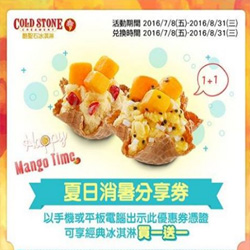 COLD STONE
CREAMERY
酷聖石冰淇淋
活動期間 2016/7/8(五)-2016/8/31(三)
兌換時間 2016/7/8(五)-2016/8/31(三)
1+1
Happy
Mango Time
夏日消暑分享券
以手機或平板電腦出示此優惠券憑證
可享經典冰淇淋買一送一